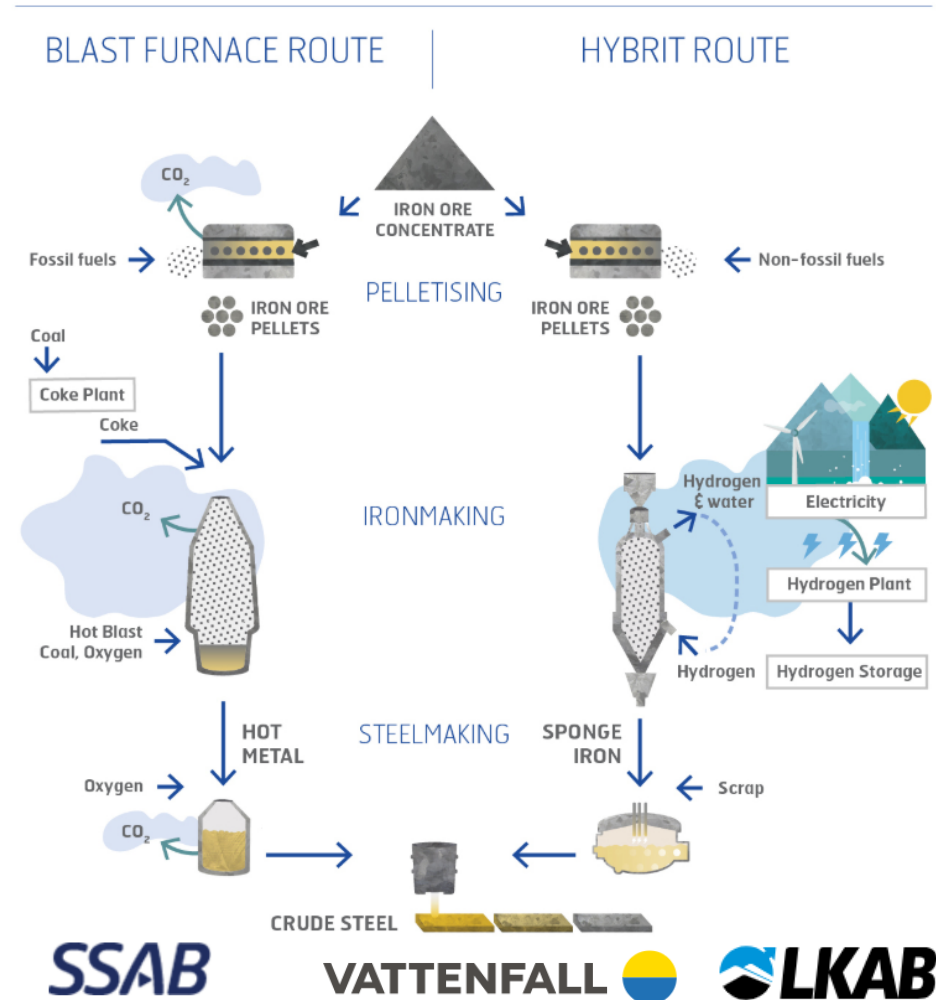 BLAST FURNACE ROUTE
HYBRIT ROUTE
CO₂
IRON ORE
CONCENTRATE
Fossil fuels
Non-fossil fuels
PELLETISING
IRON ORE
PELLETS
IRON ORE
PELLETS
Coal
Coke Plant
Coke
CO₂
IRONMAKING
Hydrogen
& water
Electricity
Hydrogen Plant
Hot Blast
Coal, Oxygen
Hydrogen
Hydrogen Storage
HOT
METAL
STEELMAKING
SPONGE
IRON
Oxygen
Scrap
CO₂
CRUDE STEEL
SSAB
VATTENFALL
LKAB